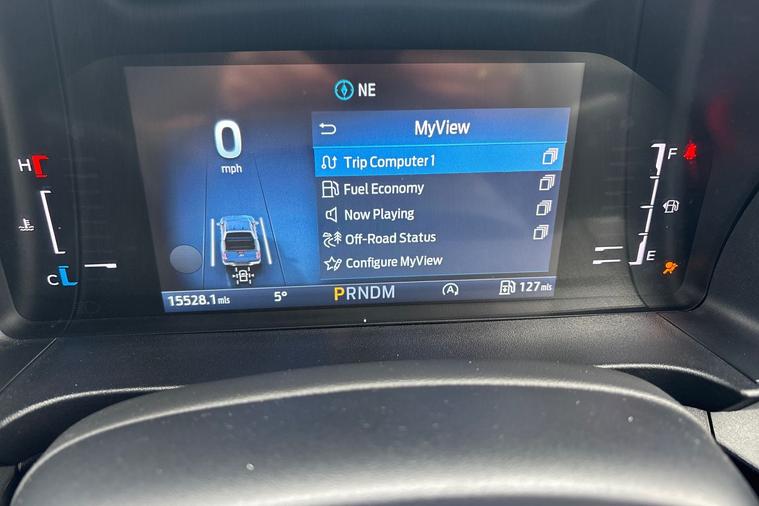 NE
0
mph
MyView
Trip Computer 1
Fuel Economy
Now Playing
Off-Road Status
Configure MyView
H
C
F
E
15528.1 mls
5°
PRNDM
A
127 mls